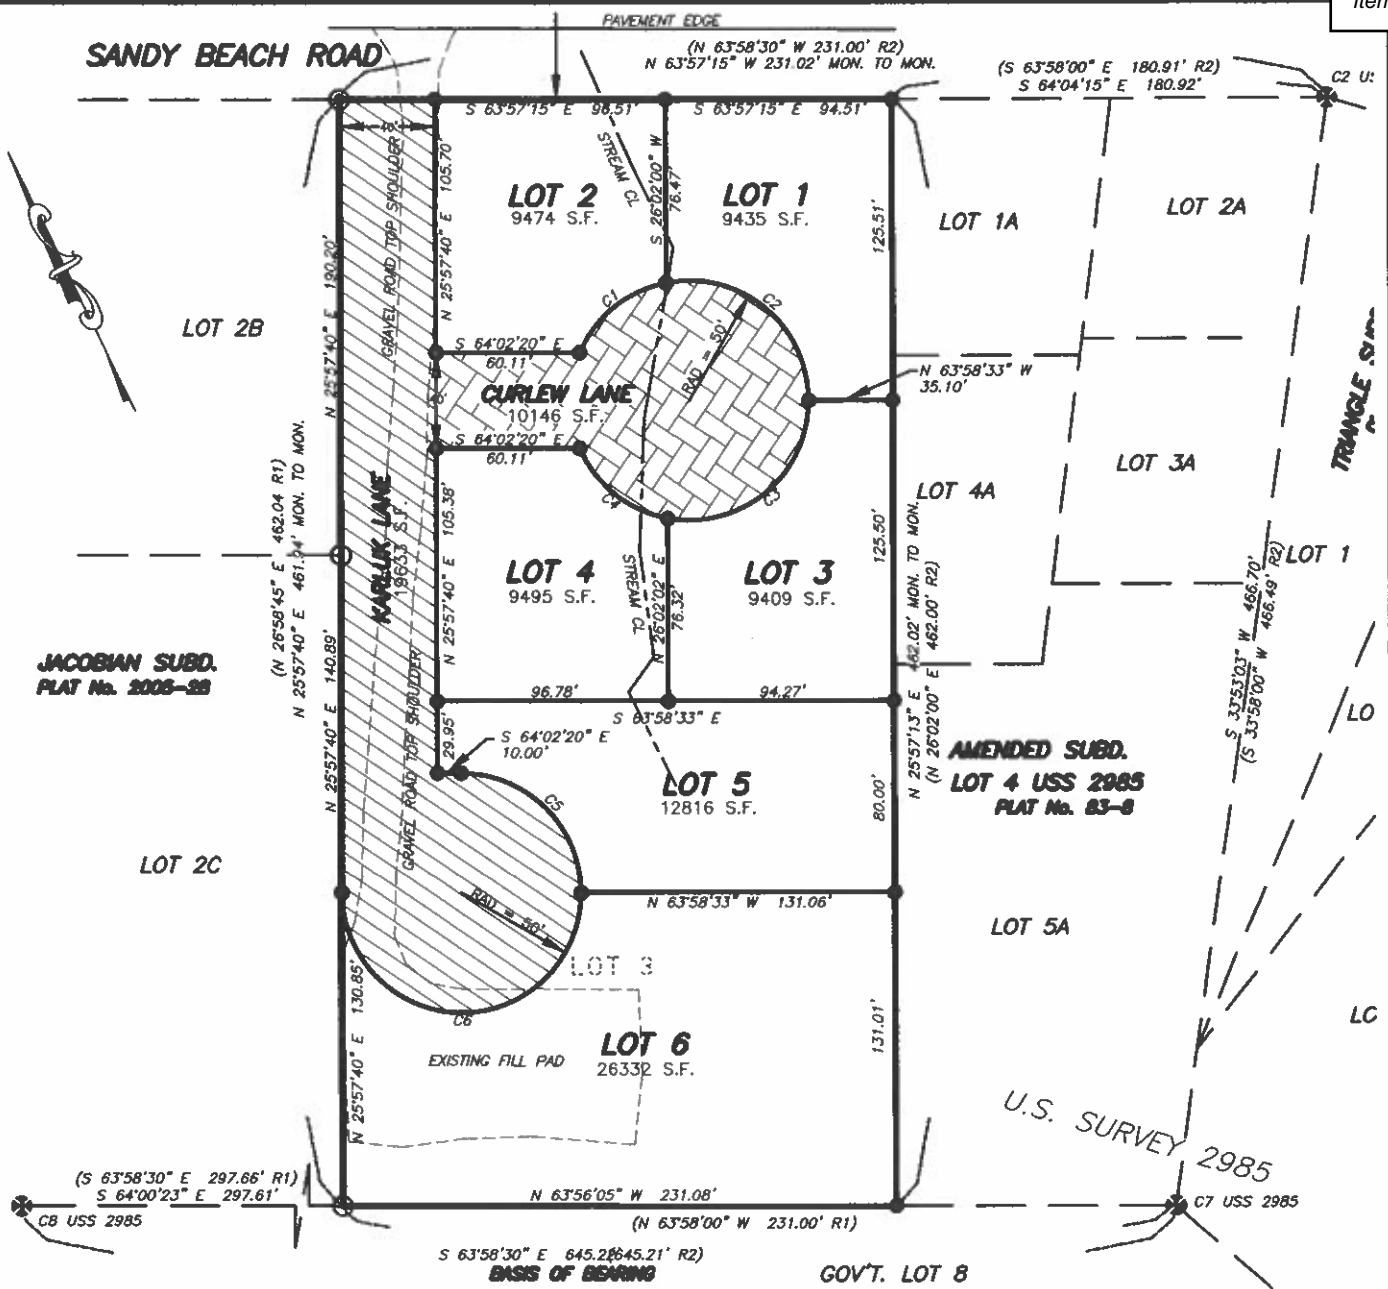 Item
PAVEMENT EDGE
SANDY BEACH ROAD
(N 63°58'30" W 231.00' R2)
N 63°57'15" W 231.02' MON. TO MON.
(S 63°58'00" E 180.91' R2)
S 64°04'15" E 180.92'
C2 U:
S 63°57'15" E 96.51'
S 63°57'15" E 94.51'
40'
STREAM CL
S 26°02'00" W
76.47'
N 25°57'40" E 105.70'
GRAVEL ROAD TOP SHOULDER
N 25°57'40" E 190.20'
LOT 2
9474 S.F.
LOT 1
9435 S.F.
125.51'
LOT 1A
LOT 2A
LOT 2B
C1
C2
RAD = 50'
S 64°02'20" E
60.11'
CURLEW LANE
10146 S.F.
S 64°02'20" E
60.11'
N 63°58'33" W
35.10'
TRIANGLE
LOT 3A
LOT 4A
C4
C3
(N 26°58'45" E 462.04 R1)
N 25°57'40" E MON. TO MON.
KARLUK LANE
19633 S.F.
N 25°57'40" E 105.38'
125.50'
LOT 1
LOT 4
9495 S.F.
STREAM CL
N 26°02'02" E
76.32'
LOT 3
9409 S.F.
N 25°57'13" E 462.02' MON. TO MON.
(N 26°02'00" E 462.00' R2)
S 33°53'03" W 466.70'
(S 33°58'00" W 466.49' R2)
JACOBIAN SUBD.
PLAT No. 2005-28
N 25°57'40" E 140.89'
96.78'
94.27'
S 63°58'33" E
29.95'
S 64°02'20" E
10.00'
GRAVEL ROAD TOP SHOULDER
LO
AMENDED SUBD.
LOT 4 USS 2985
PLAT No. 83-8
LOT 5
12816 S.F.
80.00'
C5
LOT 2C
RAD = 50'
N 63°58'33" W 131.06'
LOT 5A
LOT 3
N 25°57'40" E 130.85'
C6
131.01'
LC
EXISTING FILL PAD
LOT 6
26332 S.F.
U.S. SURVEY 2985
(S 63°58'30" E 297.66' R1)
S 64°00'23" E 297.61'
C8 USS 2985
N 63°56'05" W 231.08'
(N 63°58'00" W 231.00' R1)
C7 USS 2985
S 63°58'30" E 645.21' R2)
BASIS OF BEARING
GOV'T. LOT 8